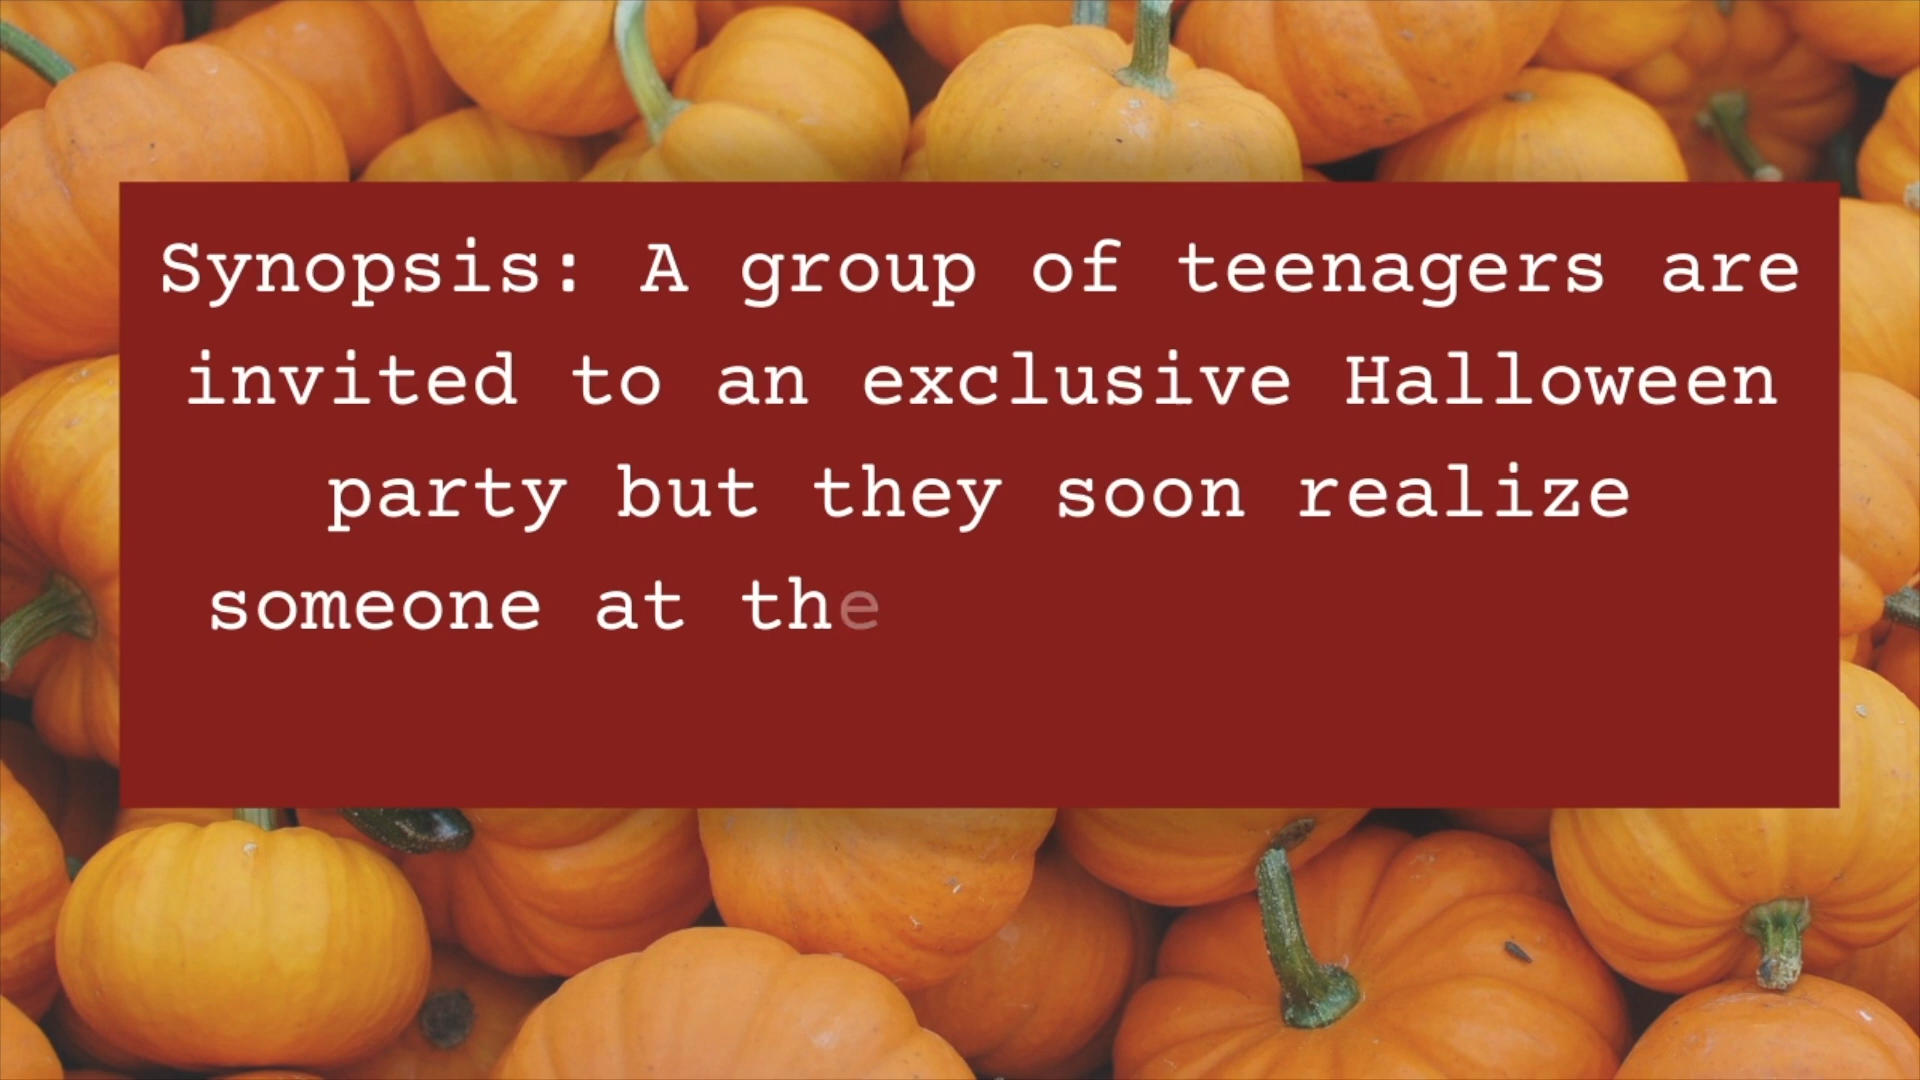 Synopsis: A group of teenagers are
invited to an exclusive Halloween
party but they soon realize
someone at the